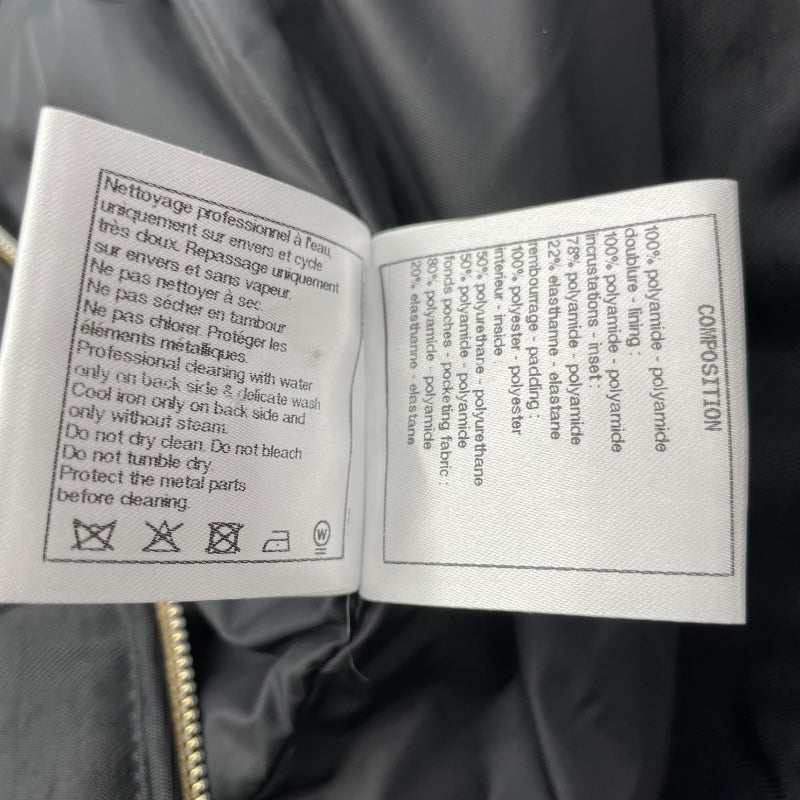 Nettoyage professionnel à l'eau,
uniquement sur envers et cycle
très doux. Repassage uniquement
sur envers et sans vapeur.
Ne pas nettoyer à sec.
Ne pas sécher en tambour
Ne pas chlorer. Protéger les
éléments métalliques.
Professional cleaning with water
only on back side & delicate wash
Cool iron only on back side and
only without steam.
Do not dry clean. Do not bleach
Do not tumble dry.
Protect the metal parts
before cleaning.
W
COMPOSITION
100% polyamide - polyamide
doublure - lining :
100% polyamide - polyamide
incrustations - inset :
78% polyamide - polyamide
22% elasthanne - elastane
rembourrage - padding :
100% polyester - polyester
interieur - inside
50% polyurethane - polyurethane
50% polyamide - polyamide
fonds poches - pocketing fabric :
80% polyamide - polyamide
20% elasthanne - elastane